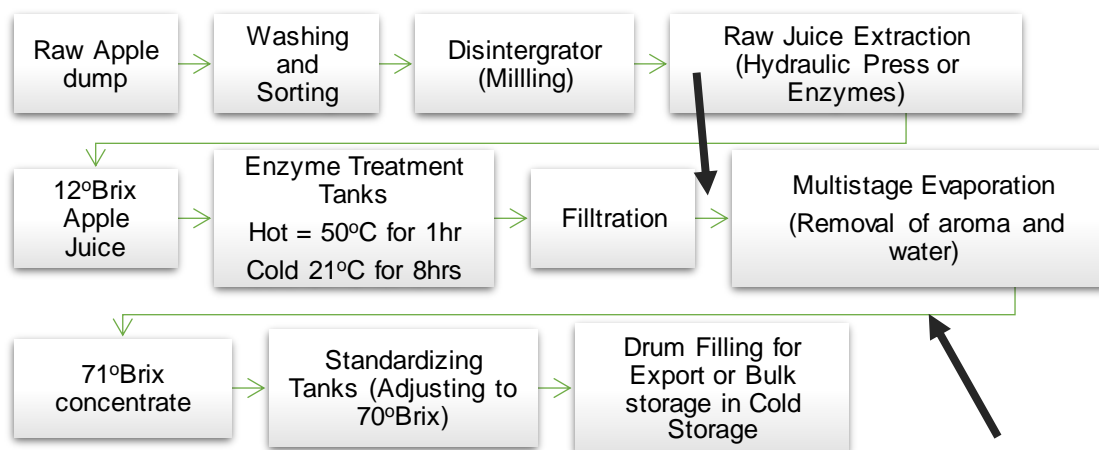 Raw Apple
dump
Washing
and
Sorting
Disintergrator
(Millling)
Raw Juice Extraction
(Hydraulic Press or
Enzymes)
12°Brix
Apple
Juice
Enzyme Treatment
Tanks
Hot = 50°C for 1hr
Cold 21°C for 8hrs
Filltration
Multistage Evaporation
(Removal of aroma and
water)
71°Brix
concentrate
Standardizing
Tanks (Adjusting to
70°Brix)
Drum Filling for
Export or Bulk
storage in Cold
Storage